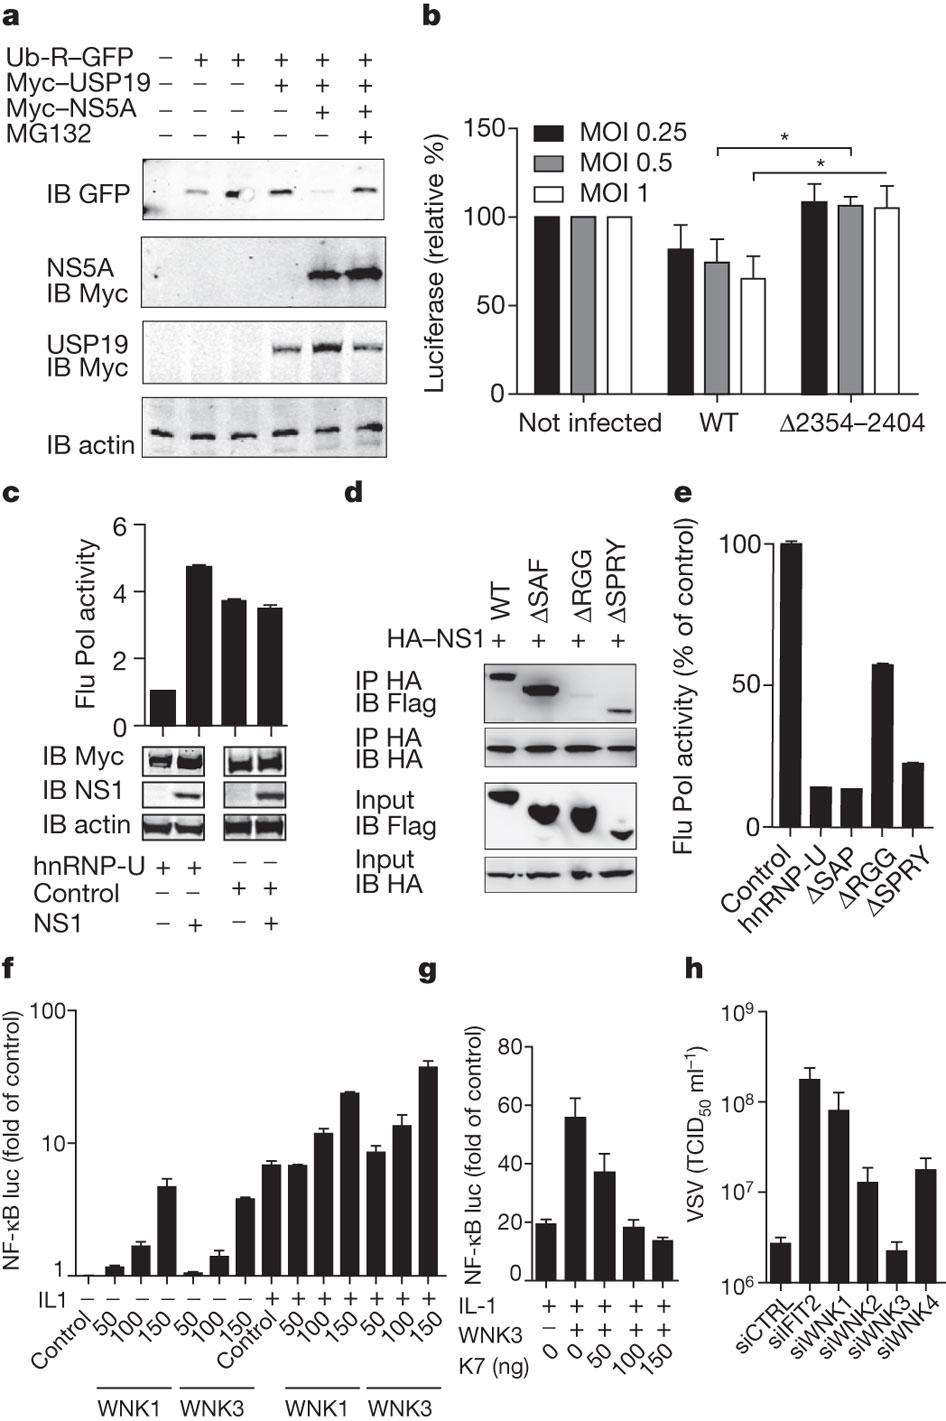 a
Ub-R–GFP – + + + + +
Myc–USP19 – – – + + +
Myc–NS5A – – – – + +
MG132 – – + – – +
IB GFP
NS5A
IB Myc
USP19
IB Myc
IB actin
b
Luciferase (relative %)
150
100
50
0
MOI 0.25
MOI 0.5
MOI 1
*
*
Not infected WT Δ2354–2404
c
Flu Pol activity
6
4
2
0
IB Myc
IB NS1
IB actin
hnRNP-U + + – –
Control – – + +
NS1 – + – +
d
WT ΔSAF ΔRGG ΔSPRY
HA–NS1 + + + +
IP HA
IB Flag
IP HA
IB HA
Input
IB Flag
Input
IB HA
e
Flu Pol activity (% of control)
100
50
0
Control hnRNP-U ΔSAP ΔRGG ΔSPRY
f
NF-κB luc (fold of control)
100
10
1
IL1 – – – – – – – + + + + + + +
Control 50 100 150 50 100 150 Control 50 100 150 50 100 150
WNK1 WNK3 WNK1 WNK3
g
NF-κB luc (fold of control)
80
60
40
20
0
IL-1 + + + + +
WNK3 – + + + +
K7 (ng) 0 0 50 100 150
h
VSV (TCID50 ml⁻¹)
10⁹
10⁸
10⁷
10⁶
siCTRL siIFIT2 siWNK1 siWNK2 siWNK3 siWNK4